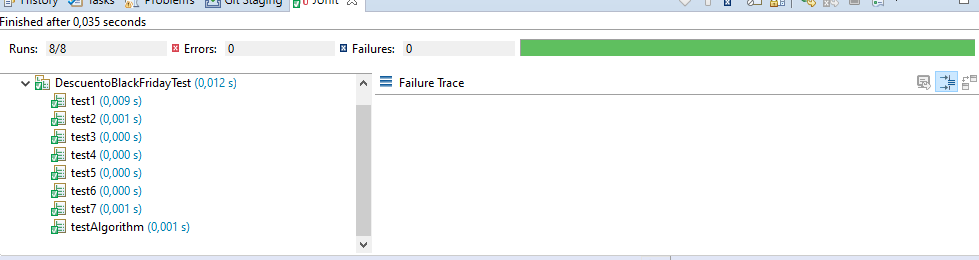 History Tasks Problems Git Staging JUnit
Finished after 0,035 seconds
Runs: 8/8 Errors: 0 Failures: 0
DescuentoBlackFridayTest (0,012 s)
Failure Trace
test1 (0,009 s)
test2 (0,001 s)
test3 (0,000 s)
test4 (0,000 s)
test5 (0,000 s)
test6 (0,000 s)
test7 (0,001 s)
testAlgorithm (0,001 s)